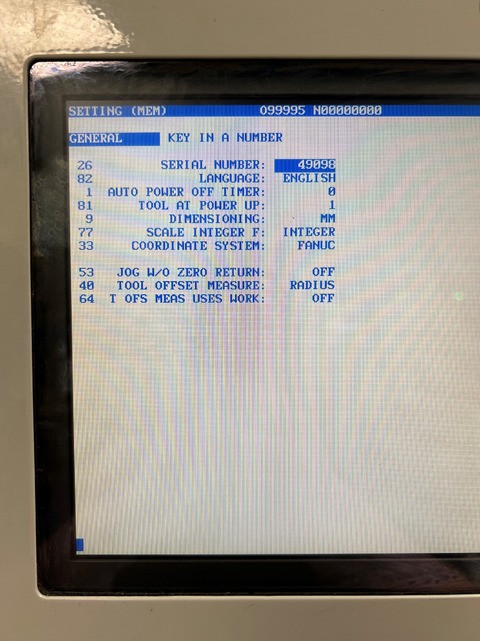 SETTING (MEM) O99995 N00000000
GENERAL KEY IN A NUMBER
26 SERIAL NUMBER: 49098
82 LANGUAGE: ENGLISH
1 AUTO POWER OFF TIMER: 0
81 TOOL AT POWER UP: 1
9 DIMENSIONING: MM
77 SCALE INTEGER F: INTEGER
33 COORDINATE SYSTEM: FANUC
53 JOG W/O ZERO RETURN: OFF
40 TOOL OFFSET MEASURE: RADIUS
64 T OFS MEAS USES WORK: OFF